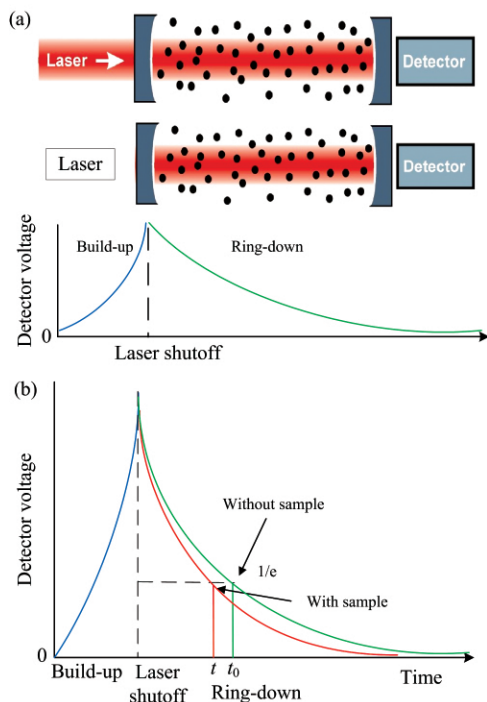 (a)
Laser
Detector
Laser
Detector
Detector voltage
Build-up
Ring-down
0
Laser shutoff
(b)
Detector voltage
Without sample
1/e
With sample
0
Build-up
Laser
shutoff
t
t0
Ring-down
Time